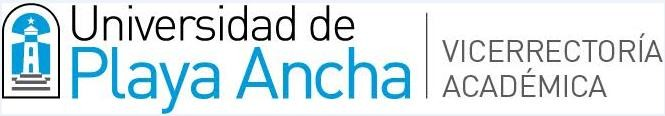 Universidad de
Playa Ancha
VICERRECTORÍA
ACADÉMICA